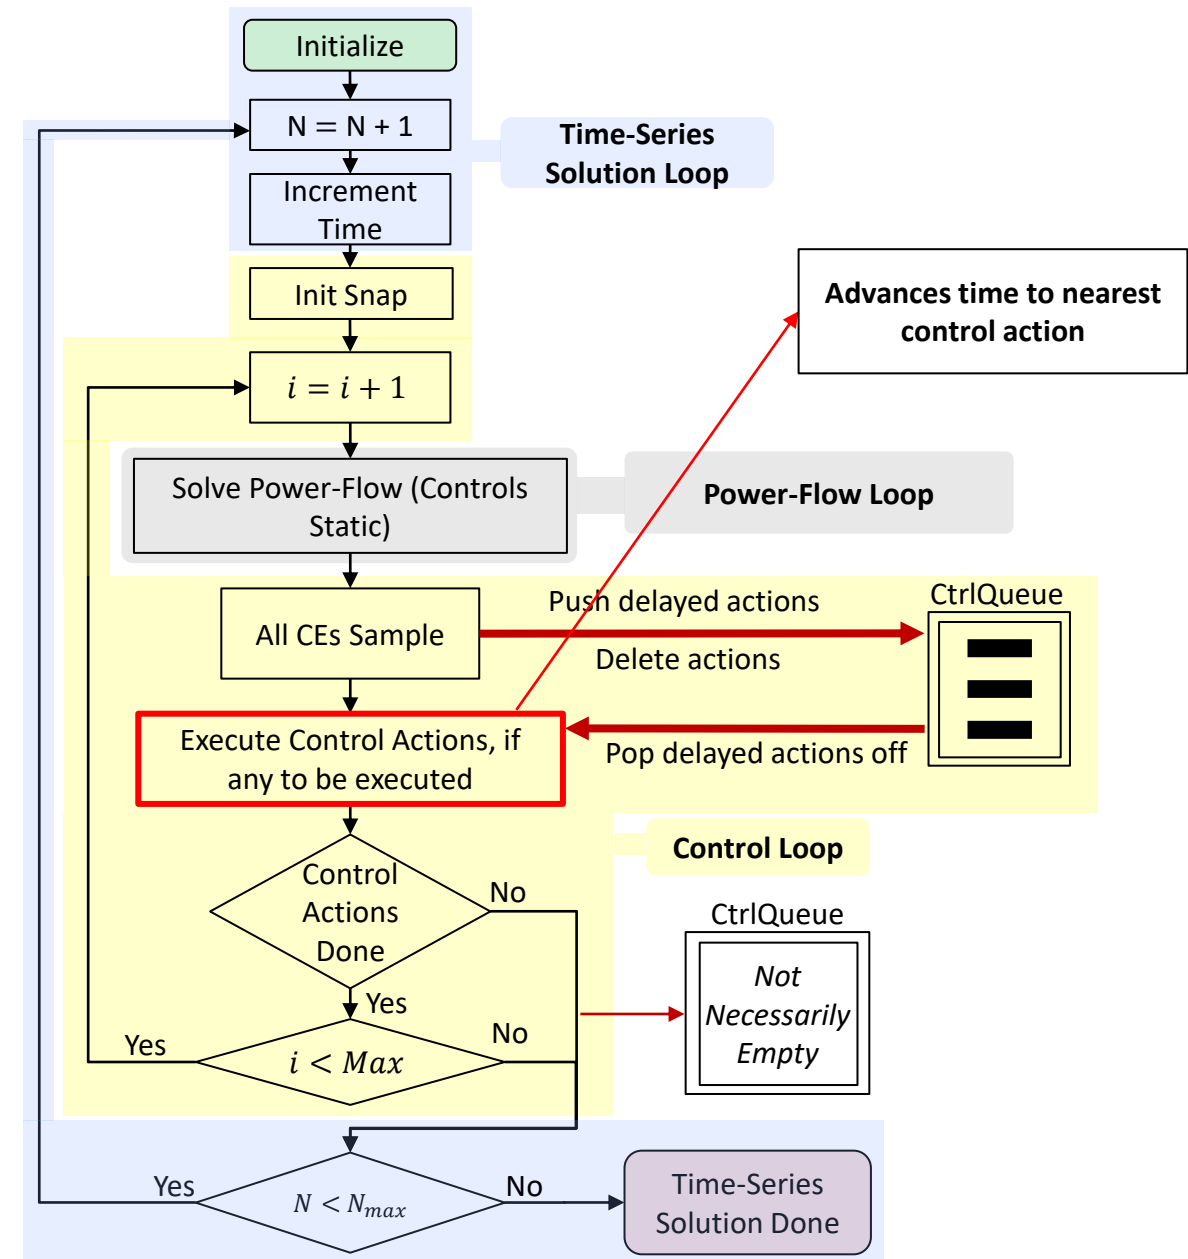 Initialize
N = N + 1
Time-Series
Solution Loop
Increment
Time
Init Snap
Advances time to nearest
control action
i = i + 1
Solve Power-Flow (Controls
Static)
Power-Flow Loop
All CEs Sample
Push delayed actions
Delete actions
CtrlQueue
Execute Control Actions, if
any to be executed
Pop delayed actions off
Control Loop
Control
Actions
Done
No
Yes
CtrlQueue
Not
Necessarily
Empty
i < Max
Yes
No
N < Nmax
Yes
No
Time-Series
Solution Done